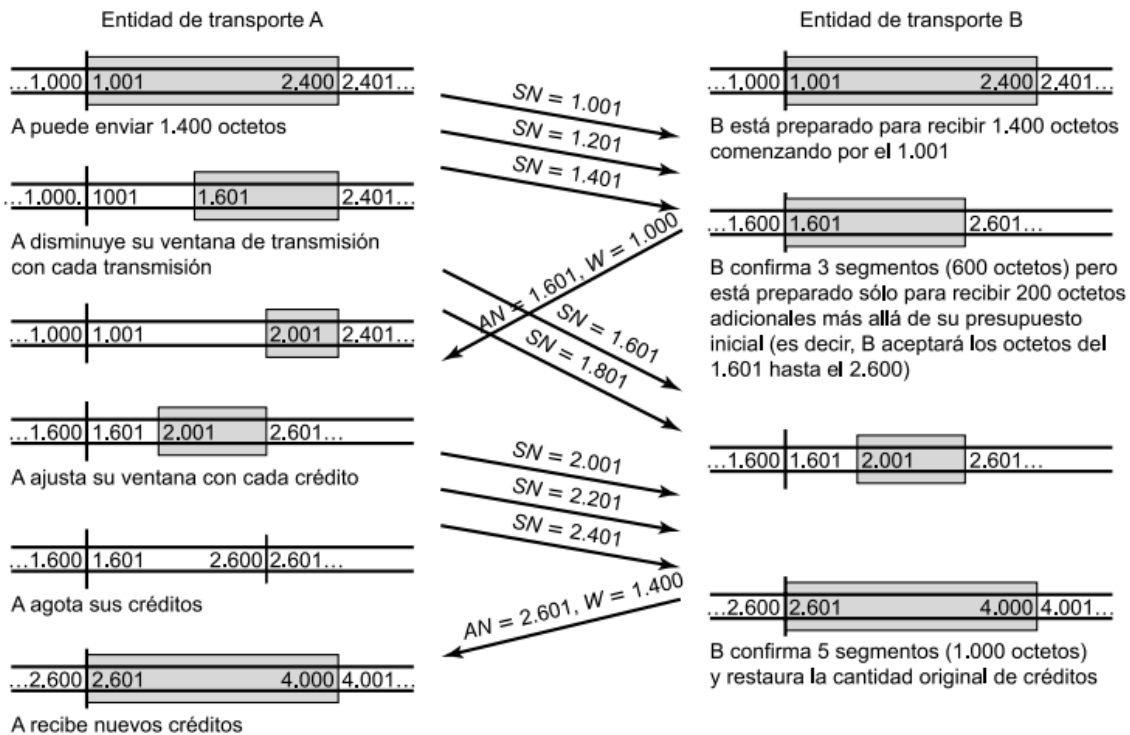 Entidad de transporte A
...1.000 1.001 2.400 2.401...
A puede enviar 1.400 octetos
...1.000. 1001 1.601 2.401...
A disminuye su ventana de transmisión
con cada transmisión
...1.000 1.001 2.001 2.401...
...1.600 1.601 2.001 2.601...
A ajusta su ventana con cada crédito
...1.600 1.601 2.600 2.601...
A agota sus créditos
...2.600 2.601 4.000 4.001...
A recibe nuevos créditos
SN = 1.001
SN = 1.201
SN = 1.401
AN = 1.601, W = 1.000
SN = 1.601
SN = 1.801
SN = 2.001
SN = 2.201
SN = 2.401
AN = 2.601, W = 1.400
Entidad de transporte B
...1.000 1.001 2.400 2.401...
B está preparado para recibir 1.400 octetos
comenzando por el 1.001
...1.600 1.601 2.601...
B confirma 3 segmentos (600 octetos) pero
está preparado sólo para recibir 200 octetos
adicionales más allá de su presupuesto
inicial (es decir, B aceptará los octetos del
1.601 hasta el 2.600)
...1.600 1.601 2.001 2.601...
...2.600 2.601 4.000 4.001...
B confirma 5 segmentos (1.000 octetos)
y restaura la cantidad original de créditos